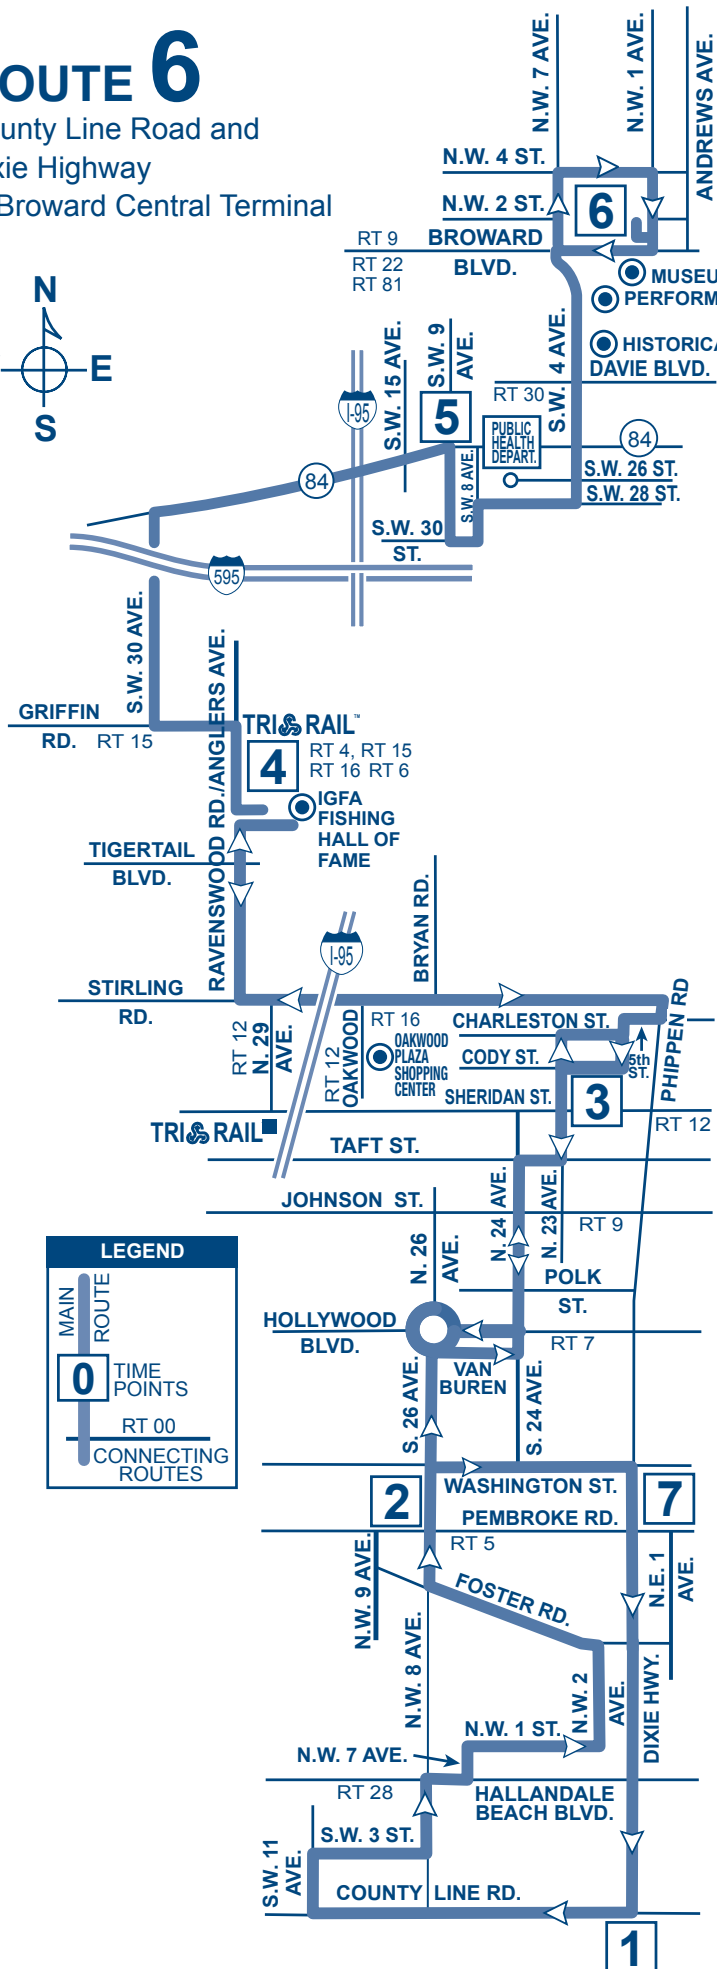 OUTE 6
unty Line Road and
xie Highway
Broward Central Terminal
N
E
S
N.W. 7 AVE.
N.W. 1 AVE.
ANDREWS AVE.
N.W. 4 ST.
N.W. 2 ST.
6
RT 9
BROWARD
BLVD.
RT 22
RT 81
MUSEU
PERFORM
HISTORICA
DAVIE BLVD.
S.W. 4 AVE.
RT 30
S.W. 15 AVE.
S.W. 9
AVE.
I-95
5
PUBLIC
HEALTH
DEPART.
84
84
S.W. 8 AVE.
S.W. 26 ST.
S.W. 28 ST.
S.W. 30
ST.
595
S.W. 30 AVE.
RAVENSWOOD RD./ANGLERS AVE.
GRIFFIN
RD.
RT 15
TRI RAIL™
4
RT 4, RT 15
RT 16 RT 6
IGFA
FISHING
HALL OF
FAME
TIGERTAIL
BLVD.
I-95
BRYAN RD.
STIRLING
RD.
RT 12
N. 29
AVE.
RT 12
OAKWOOD
RT 16
OAKWOOD
PLAZA
SHOPPING
CENTER
CHARLESTON ST.
CODY ST.
5th
ST.
PHIPPEN RD
SHERIDAN ST.
3
RT 12
TRI RAIL
TAFT ST.
JOHNSON ST.
N. 24 AVE.
N. 23 AVE.
RT 9
N. 26
AVE.
POLK
ST.
LEGEND
MAIN
ROUTE
0
TIME
POINTS
RT 00
CONNECTING
ROUTES
HOLLYWOOD
BLVD.
RT 7
VAN
BUREN
S. 26 AVE.
S. 24 AVE.
WASHINGTON ST.
2
7
PEMBROKE RD.
RT 5
N.W. 9 AVE.
FOSTER RD.
N.E. 1
AVE.
N.W. 8 AVE.
N.W. 2
AVE.
DIXIE HWY.
N.W. 1 ST.
N.W. 7 AVE.
RT 28
HALLANDALE
BEACH BLVD.
S.W. 3 ST.
S.W. 11
AVE.
COUNTY LINE RD.
1